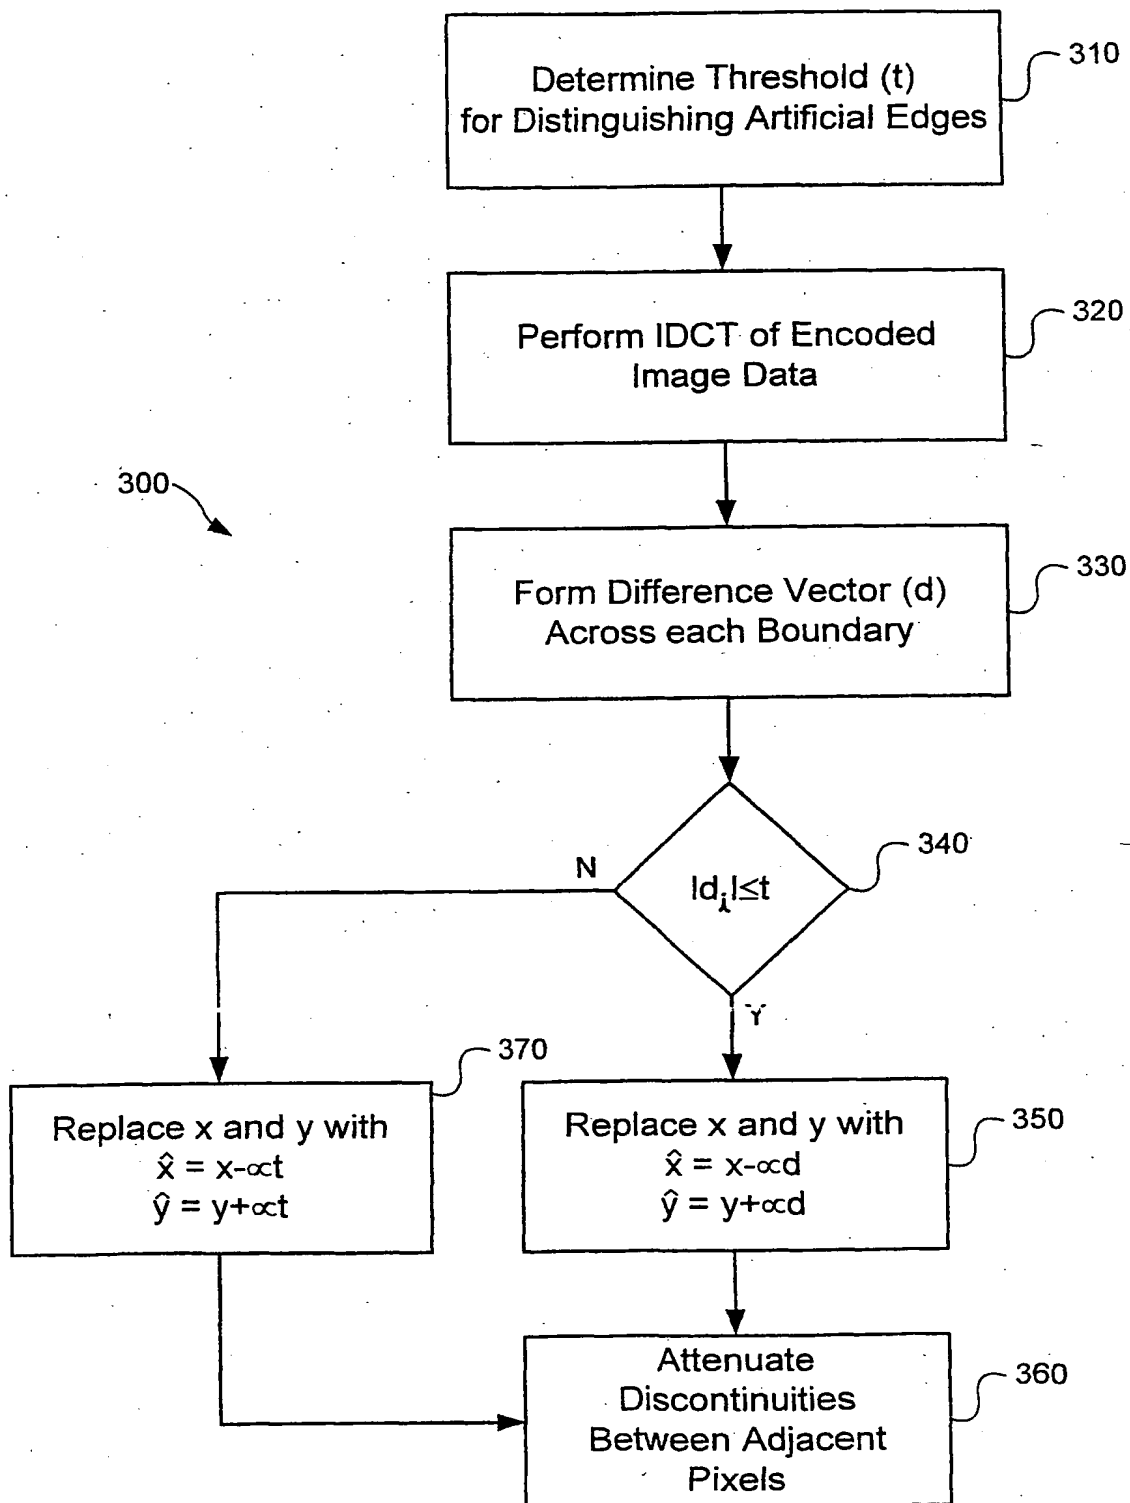 Determine Threshold (t)
for Distinguishing Artificial Edges
310
Perform IDCT of Encoded
Image Data
320
300
Form Difference Vector (d)
Across each Boundary
330
|dᵢ|≤t
340
N
Y
Replace x and y with
x̂ = x-∝t
ŷ = y+∝t
370
Replace x and y with
x̂ = x-∝d
ŷ = y+∝d
350
Attenuate
Discontinuities
Between Adjacent
Pixels
360